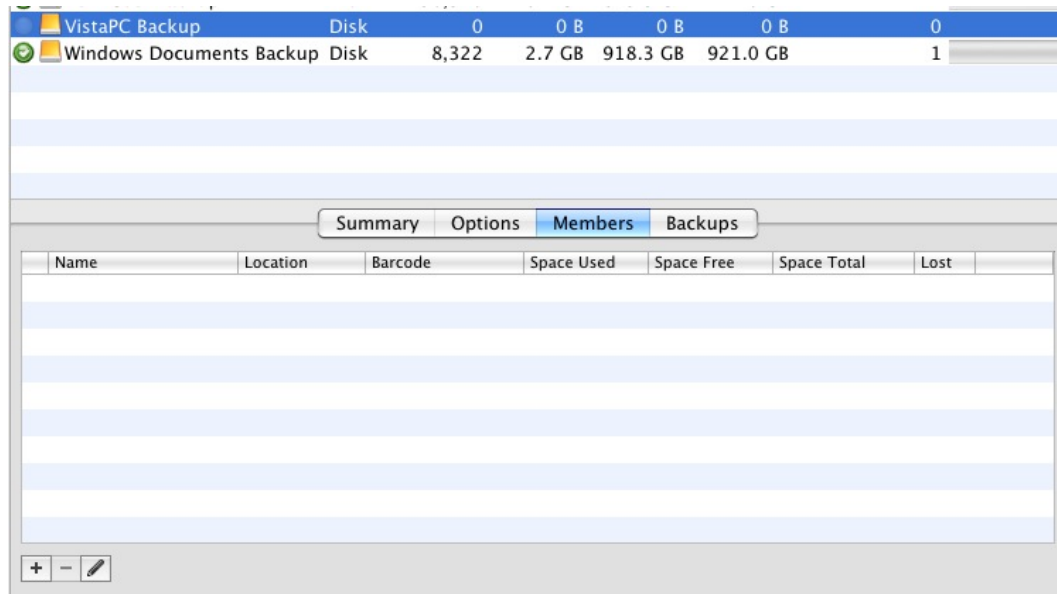 VistaPC Backup Disk 0 0 B 0 B 0 B 0
Windows Documents Backup Disk 8,322 2.7 GB 918.3 GB 921.0 GB 1
Summary Options Members Backups
Name Location Barcode Space Used Space Free Space Total Lost